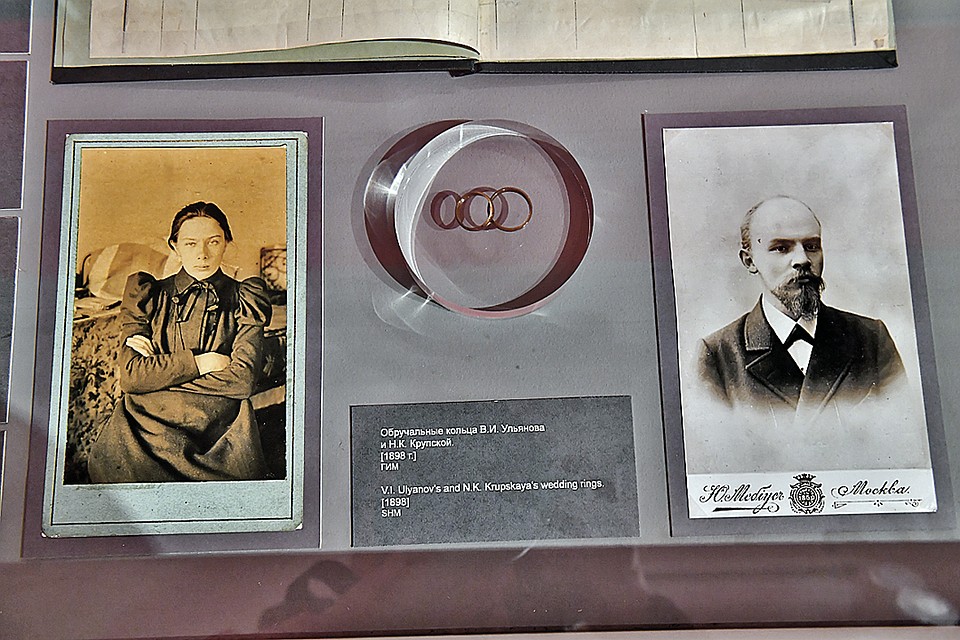 Обручальные кольца В.И. Ульянова
и Н.К. Крупской.
[1898 г.]
ГИМ
V.I. Ulyanov's and N.K. Krupskaya's wedding rings.
[1898]
SHM
Ю. Мебіусъ Москва.